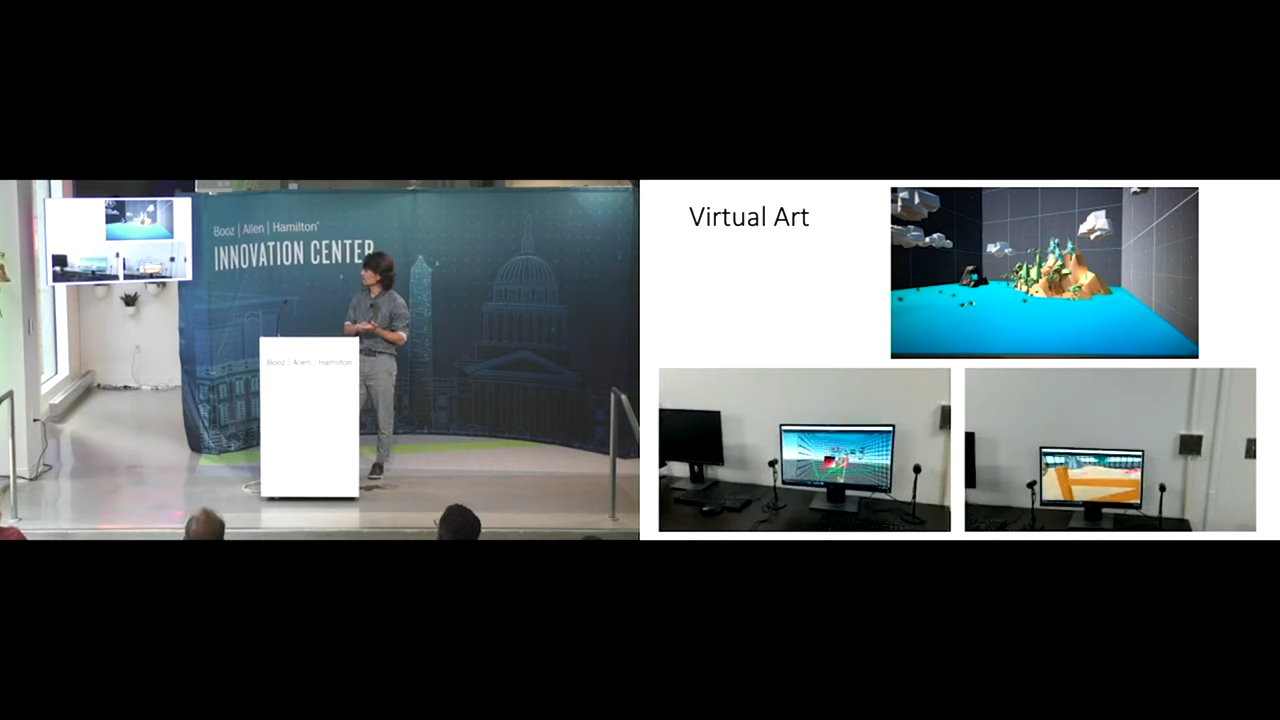 Booz | Allen | Hamilton®
INNOVATION CENTER
Booz | Allen | Hamilton
Virtual Art